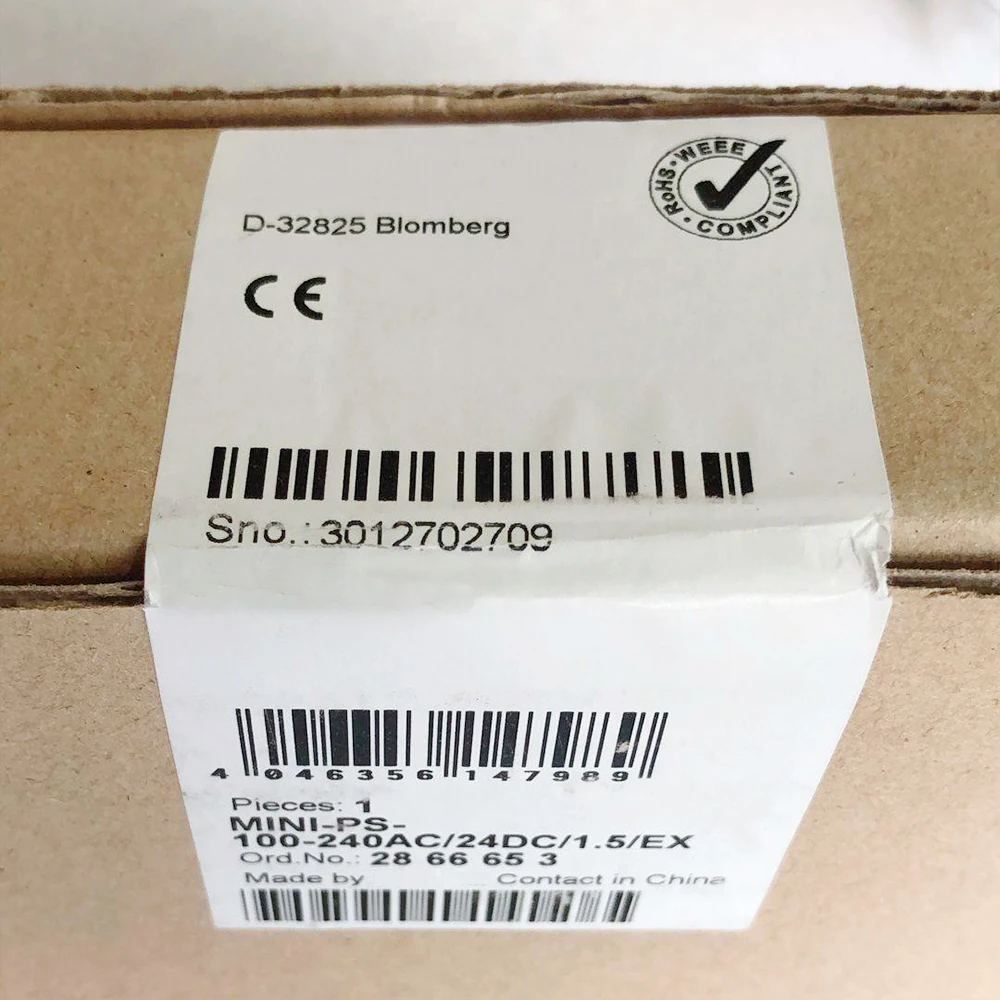 WEEE
RoHS
COMPLIANT
D-32825 Blomberg
CE
Sno.:3012702709
4 046356 147989
Pieces: 1
MINI-PS-
100-240AC/24DC/1.5/EX
Ord.No.: 28 66 65 3
Made by Contact in China